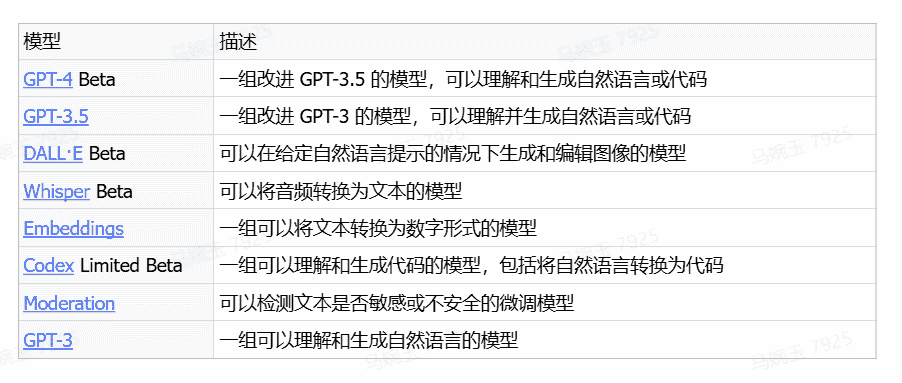 模型 描述
GPT-4 Beta 一组改进 GPT-3.5 的模型，可以理解和生成自然语言或代码
GPT-3.5 一组改进 GPT-3 的模型，可以理解并生成自然语言或代码
DALL·E Beta 可以在给定自然语言提示的情况下生成和编辑图像的模型
Whisper Beta 可以将音频转换为文本的模型
Embeddings 一组可以将文本转换为数字形式的模型
Codex Limited Beta 一组可以理解和生成代码的模型，包括将自然语言转换为代码
Moderation 可以检测文本是否敏感或不安全的微调模型
GPT-3 一组可以理解和生成自然语言的模型
马婉玉 7925